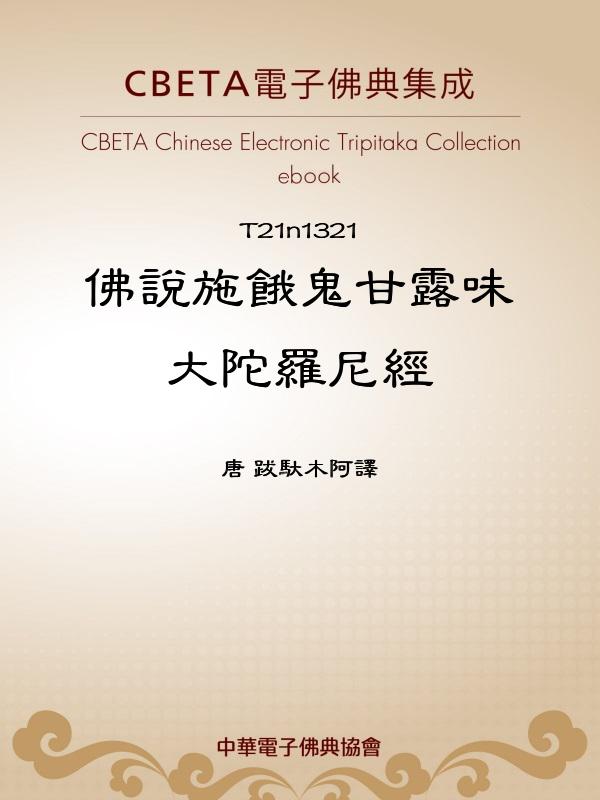 CBETA電子佛典集成
CBETA Chinese Electronic Tripitaka Collection
ebook
T21n1321
佛說施餓鬼甘露味
大陀羅尼經
唐 跋馱木阿譯
中華電子佛典協會